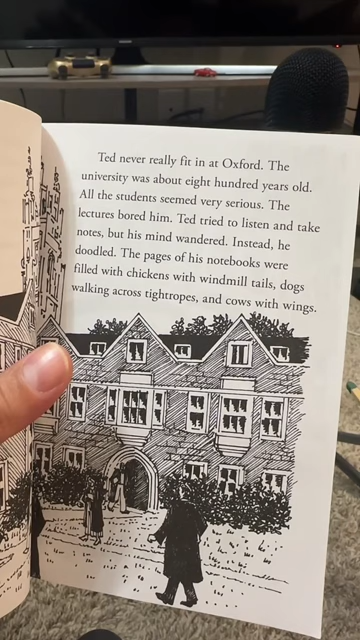 Ted never really fit in at Oxford. The
university was about eight hundred years old.
All the students seemed very serious. The
lectures bored him. Ted tried to listen and take
notes, but his mind wandered. Instead, he
doodled. The pages of his notebooks were
filled with chickens with windmill tails, dogs
walking across tightropes, and cows with wings.